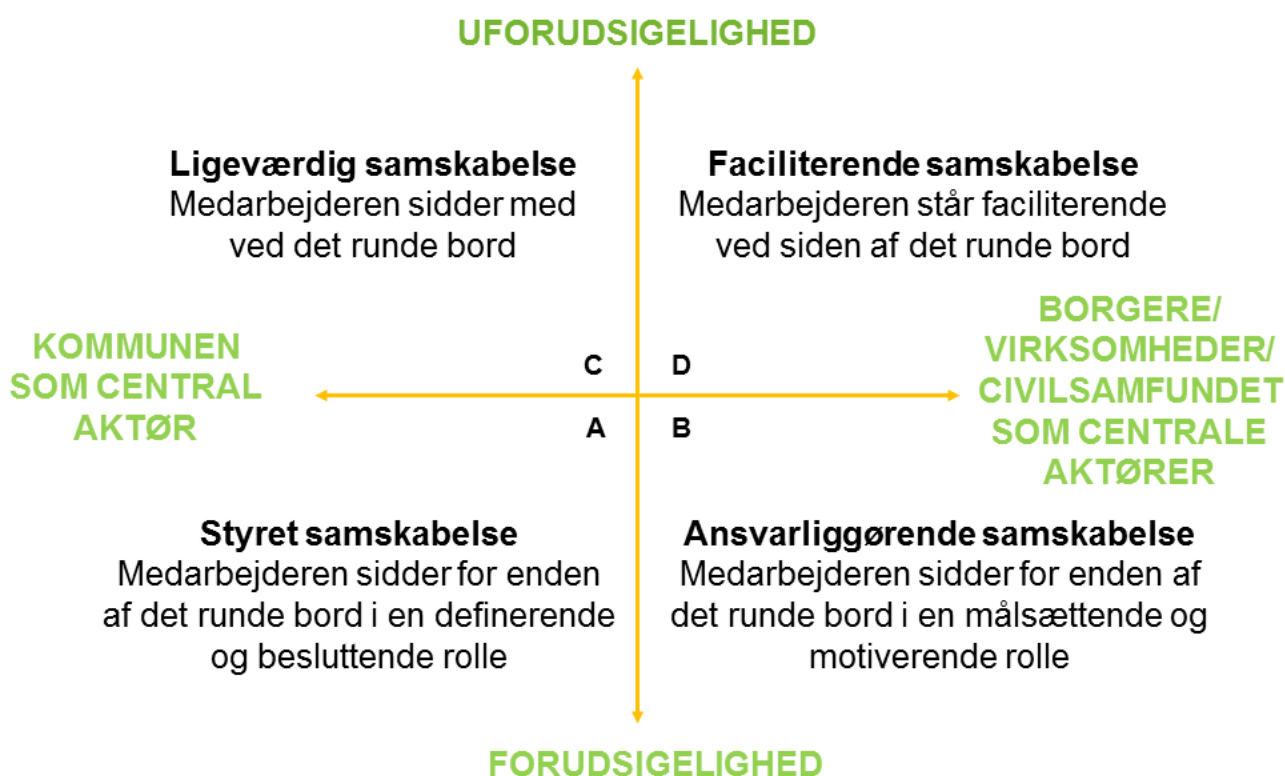 UFORUDSIGELIGHED
Ligeværdig samskabelse
Medarbejderen sidder med
ved det runde bord
Faciliterende samskabelse
Medarbejderen står faciliterende
ved siden af det runde bord
KOMMUNEN
SOM CENTRAL
AKTØR
C
D
A
B
BORGERE/
VIRKSOMHEDER/
CIVILSAMFUNDET
SOM CENTRALE
AKTØRER
Styret samskabelse
Medarbejderen sidder for enden
af det runde bord i en definerende
og besluttende rolle
Ansvarliggørende samskabelse
Medarbejderen sidder for enden af
det runde bord i en målsættende og
motiverende rolle
FORUDSIGELIGHED